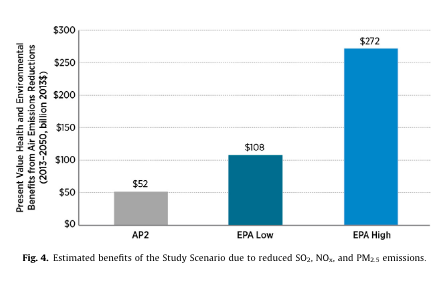 Present Value Health and Environmental
Benefits from Air Emissions Reductions
(2013–2050, billion 2013$)
$300
$250
$200
$150
$100
$50
$0
$52
$108
$272
AP2
EPA Low
EPA High
Fig. 4. Estimated benefits of the Study Scenario due to reduced SO₂, NOₓ, and PM₂.₅ emissions.